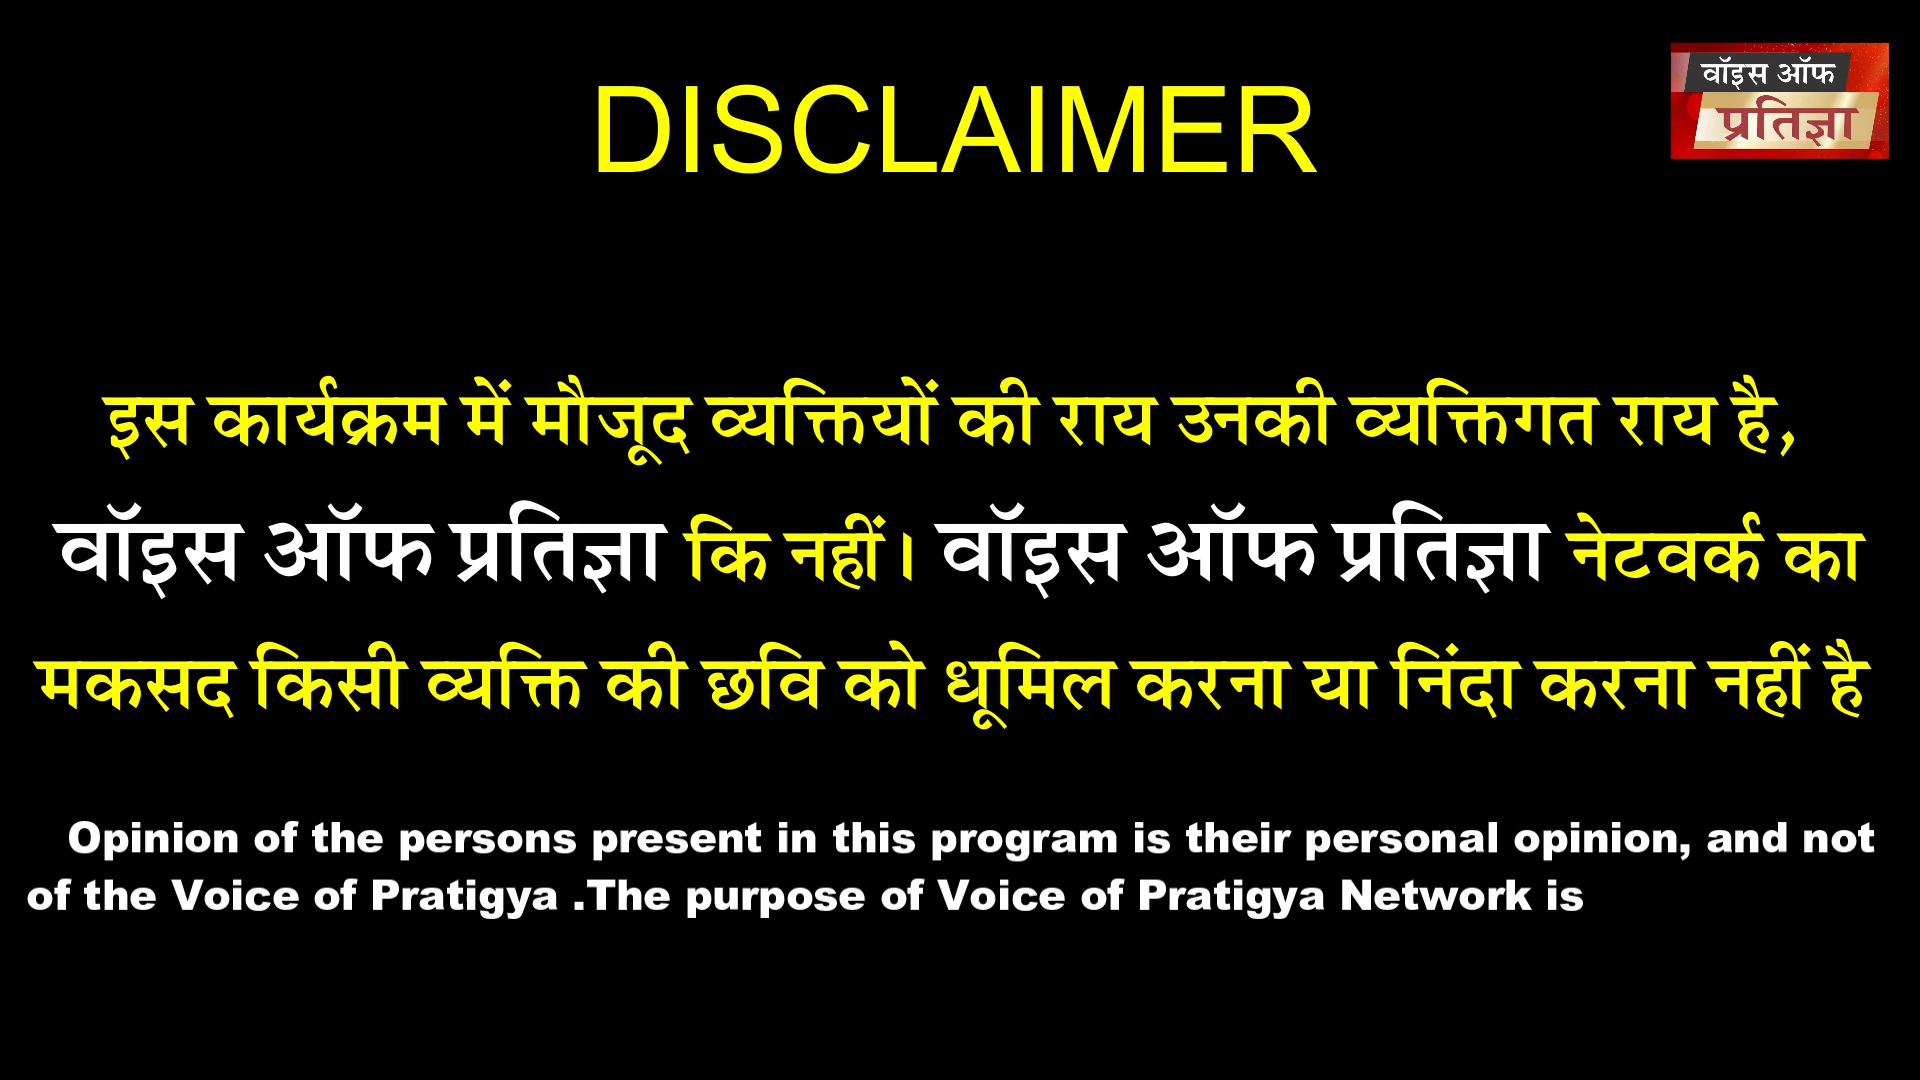 DISCLAIMER
वॉइस ऑफ
प्रतिज्ञा
इस कार्यक्रम में मौजूद व्यक्तियों की राय उनकी व्यक्तिगत राय है,
वॉइस ऑफ प्रतिज्ञा कि नहीं। वॉइस ऑफ प्रतिज्ञा नेटवर्क का
मकसद किसी व्यक्ति की छवि को धूमिल करना या निंदा करना नहीं है
Opinion of the persons present in this program is their personal opinion, and not
of the Voice of Pratigya .The purpose of Voice of Pratigya Network is